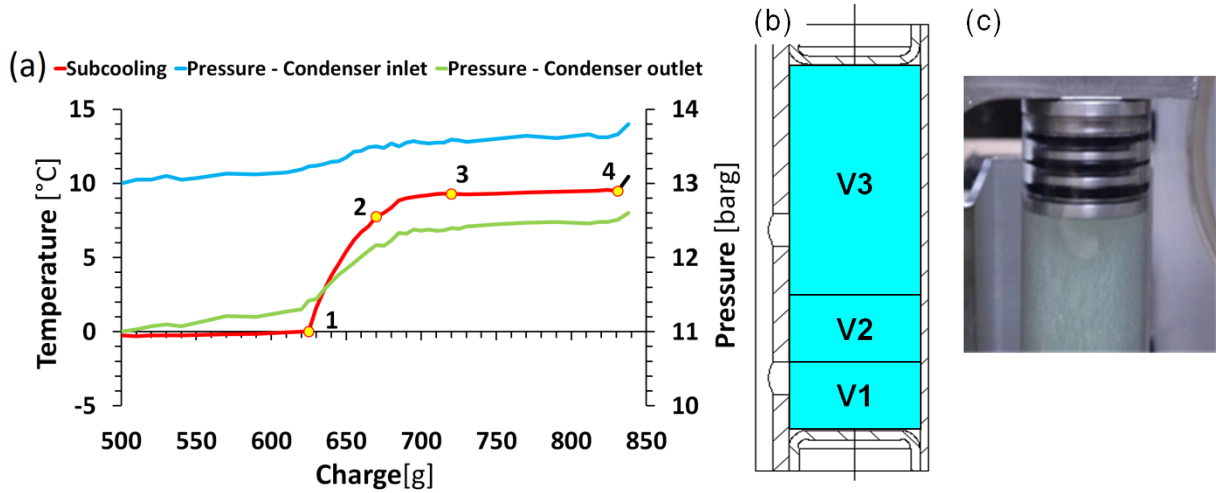 (a) Subcooling Pressure - Condenser inlet Pressure - Condenser outlet
15 14
10 13
5 12
0 11
-5 10
Temperature [°C]
Pressure [barg]
1
2
3
4
500 550 600 650 700 750 800 850
Charge[g]
(b)
V3
V2
V1
(c)